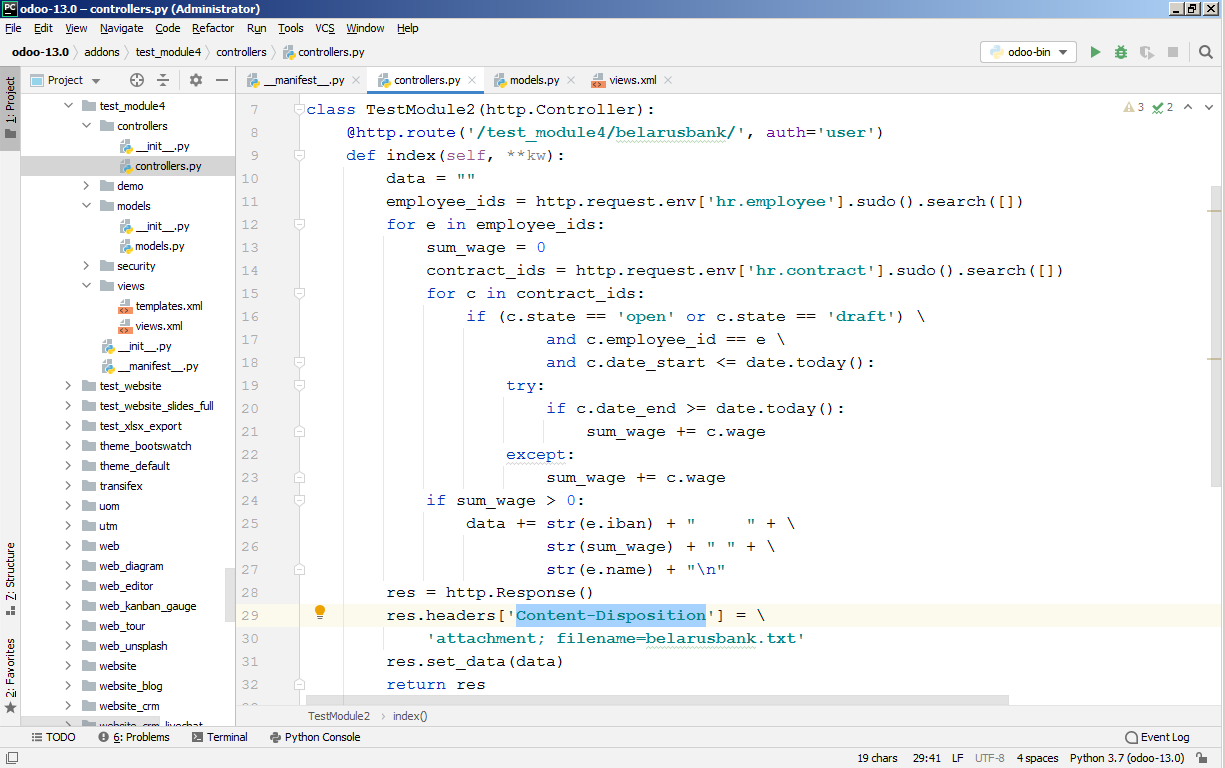 PC odoo-13.0 – controllers.py (Administrator)
File Edit View Navigate Code Refactor Run Tools VCS Window Help
odoo-13.0 addons test_module4 controllers controllers.py odoo-bin
1: Project
Z: Structure
2: Favorites
Project
test_module4
controllers
__init__.py
controllers.py
demo
models
__init__.py
models.py
security
views
templates.xml
views.xml
__init__.py
__manifest__.py
test_website
test_website_slides_full
test_xlsx_export
theme_bootswatch
theme_default
transifex
uom
utm
web
web_diagram
web_editor
web_kanban_gauge
web_tour
web_unsplash
website
website_blog
website_crm
website_crm_livechat
__manifest__.py controllers.py models.py views.xml
3 2
7 class TestModule2(http.Controller):
8 @http.route('/test_module4/belarusbank/', auth='user')
9 def index(self, **kw):
10 data = ""
11 employee_ids = http.request.env['hr.employee'].sudo().search([])
12 for e in employee_ids:
13 sum_wage = 0
14 contract_ids = http.request.env['hr.contract'].sudo().search([])
15 for c in contract_ids:
16 if (c.state == 'open' or c.state == 'draft') \
17 and c.employee_id == e \
18 and c.date_start <= date.today():
19 try:
20 if c.date_end >= date.today():
21 sum_wage += c.wage
22 except:
23 sum_wage += c.wage
24 if sum_wage > 0:
25 data += str(e.iban) + "     " + \
26 str(sum_wage) + " " + \
27 str(e.name) + "\n"
28 res = http.Response()
29 res.headers['Content-Disposition'] = \
30 'attachment; filename=belarusbank.txt'
31 res.set_data(data)
32 return res
TestModule2 index()
TODO 6: Problems Terminal Python Console Event Log
19 chars 29:41 LF UTF-8 4 spaces Python 3.7 (odoo-13.0)